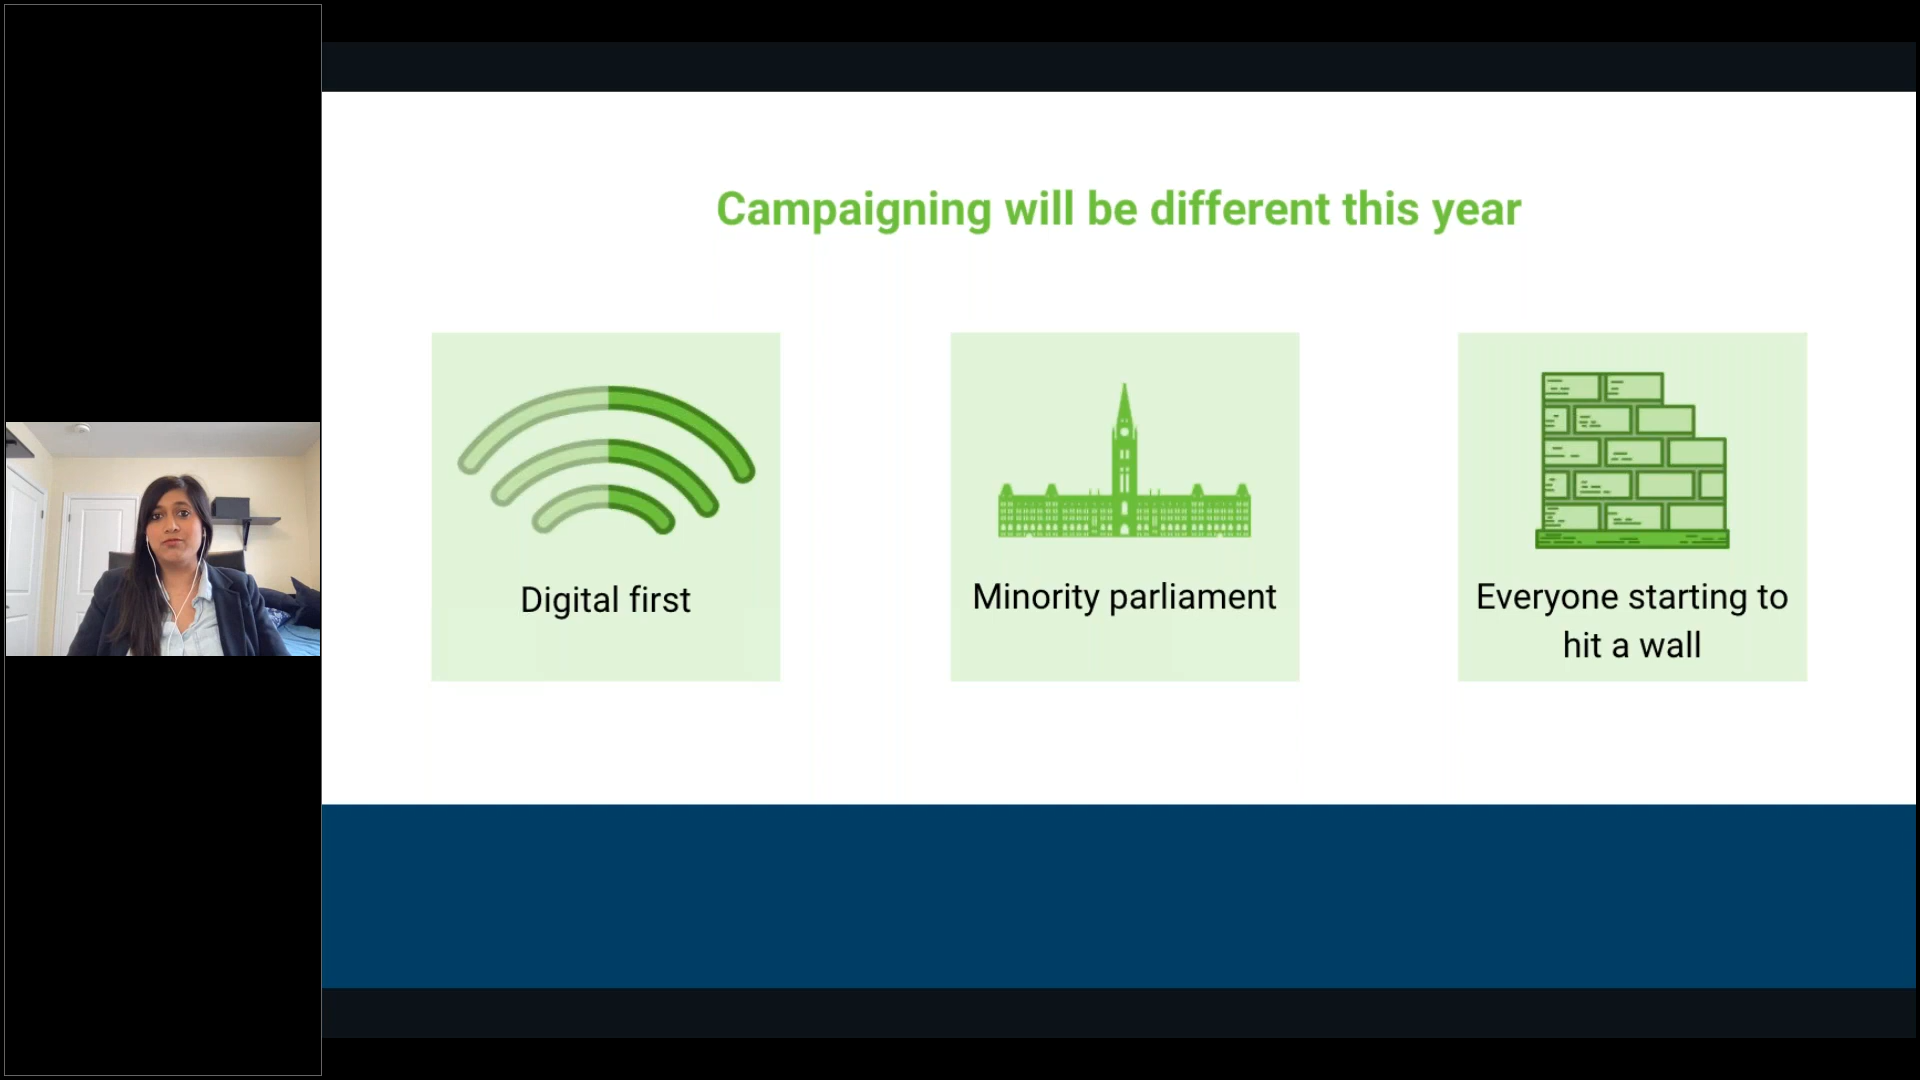 Campaigning will be different this year
Digital first
Minority parliament
Everyone starting to
hit a wall